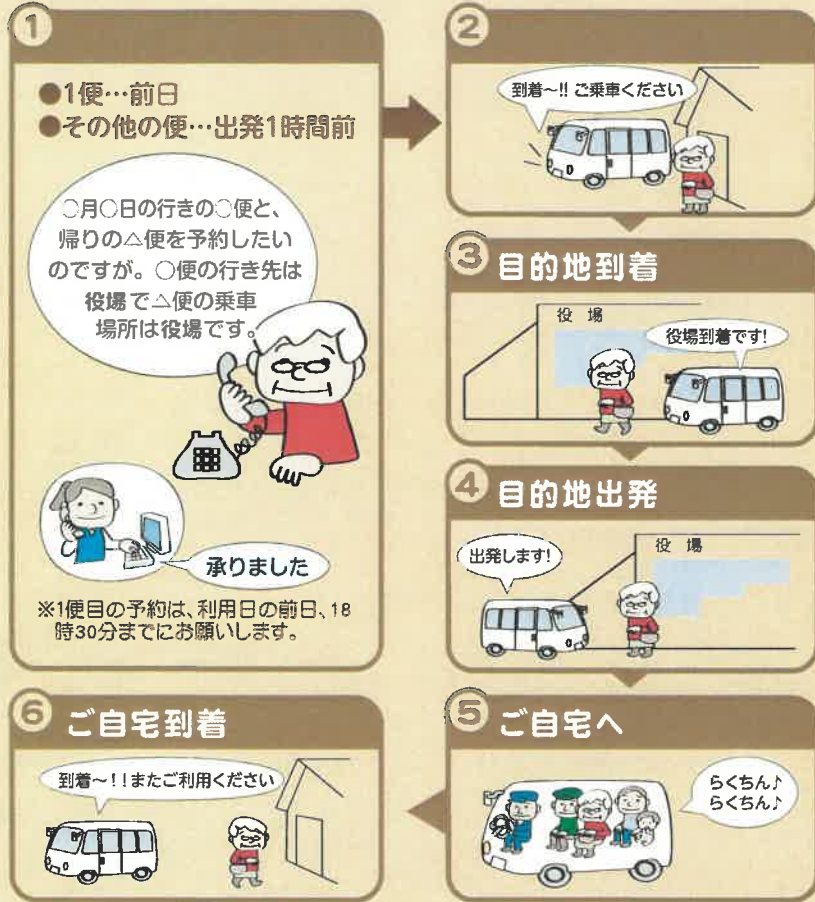 ①
●1便…前日
●その他の便…出発1時間前
○月○日の行きの○便と、
帰りの△便を予約したい
のですが。○便の行き先は
役場で△便の乗車
場所は役場です。
承りました
※1便目の予約は、利用日の前日、18
時30分までにお願いします。
②
到着～!! ご乗車ください
③ 目的地到着
役 場
役場到着です!
④ 目的地出発
出発します!
役 場
⑤ ご自宅へ
らくちん♪
らくちん♪
⑥ ご自宅到着
到着～!!またご利用ください